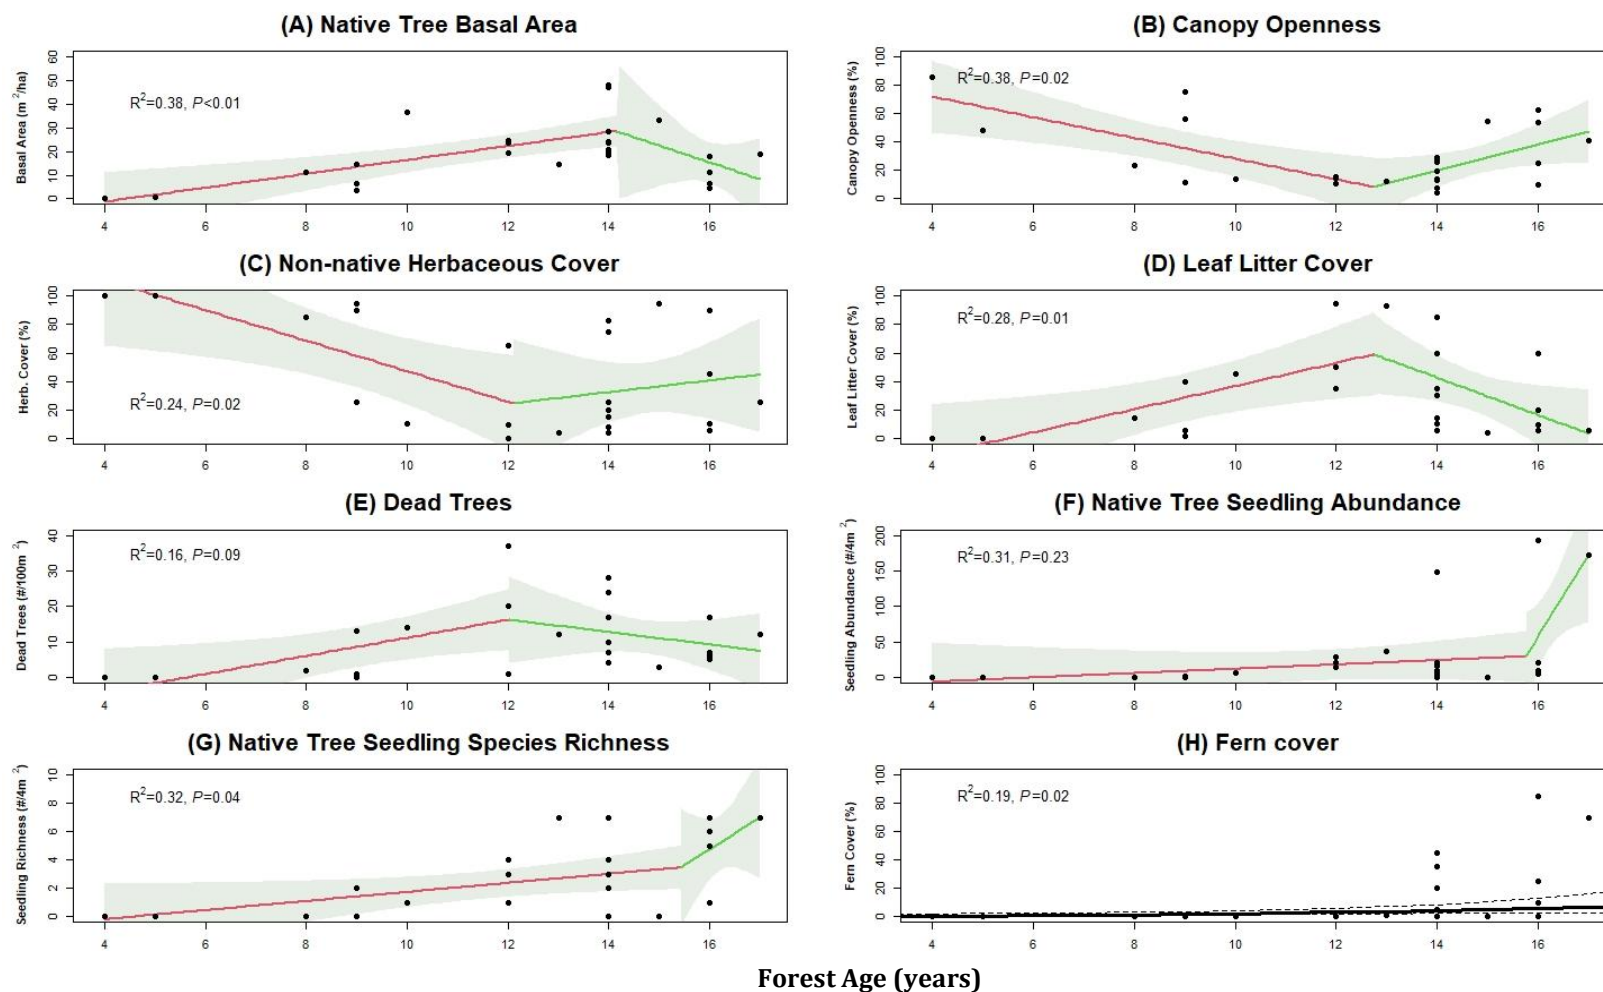 (A) Native Tree Basal Area
Basal Area (m²/ha)
0 10 20 30 40 50 60
R²=0.38, P<0.01
4 6 8 10 12 14 16
(B) Canopy Openness
Canopy Openness (%)
0 20 40 60 80 100
R²=0.38, P=0.02
4 6 8 10 12 14 16
(C) Non-native Herbaceous Cover
Herb. Cover (%)
0 20 40 60 80 100
R²=0.24, P=0.02
4 6 8 10 12 14 16
(D) Leaf Litter Cover
Leaf Litter Cover (%)
0 20 40 60 80 100
R²=0.28, P=0.01
4 6 8 10 12 14 16
(E) Dead Trees
Dead Trees (#/100m²)
0 10 20 30 40
R²=0.16, P=0.09
4 6 8 10 12 14 16
(F) Native Tree Seedling Abundance
Seedling Abundance (#/4m²)
0 50 100 150 200
R²=0.31, P=0.23
4 6 8 10 12 14 16
(G) Native Tree Seedling Species Richness
Seedling Richness (#/4m²)
0 2 4 6 8 10
R²=0.32, P=0.04
4 6 8 10 12 14 16
(H) Fern cover
Fern Cover (%)
0 20 40 60 80 100
R²=0.19, P=0.02
4 6 8 10 12 14 16
Forest Age (years)